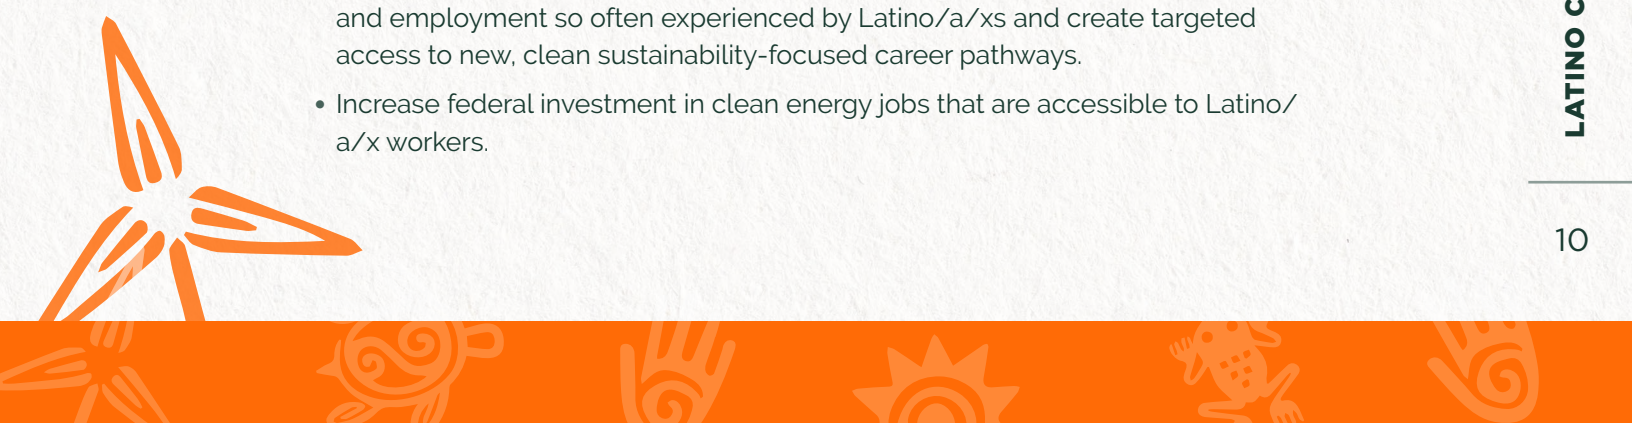 and employment so often experienced by Latino/a/xs and create targeted
access to new, clean sustainability-focused career pathways.
• Increase federal investment in clean energy jobs that are accessible to Latino/
a/x workers.
LATINO C
10